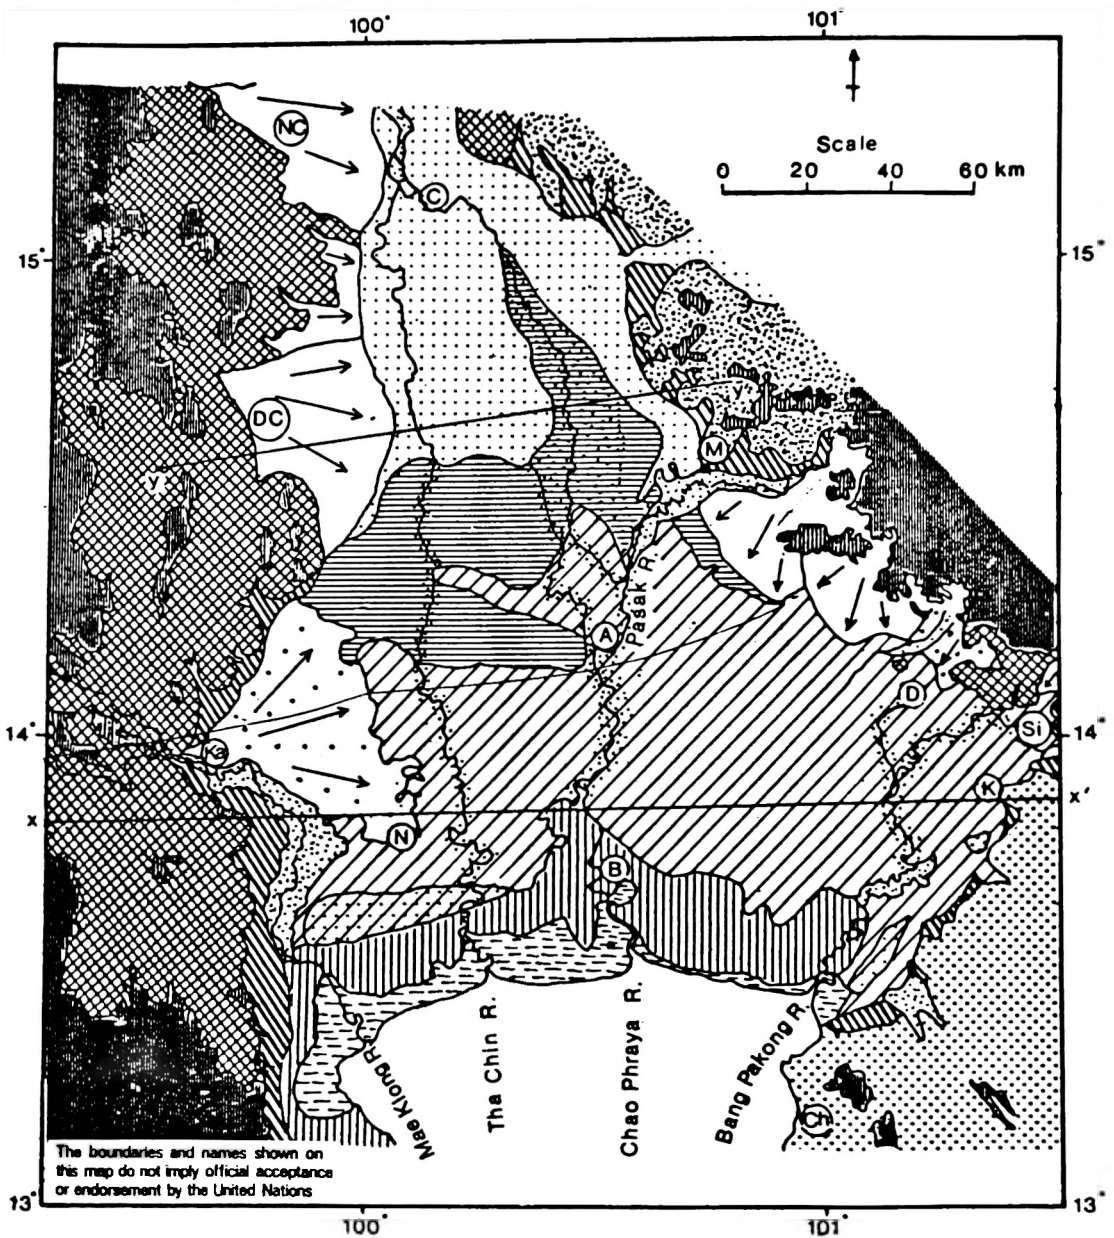 100°
101°
NC
Scale
0 20 40 60 km
C
15°
15°
y'
DC
M
y
Pasak R.
A
D
Si
14°
14°
Ka
K
x
x'
N
B
Mae Klong R.
Tha Chin R.
Chao Phraya R.
Bang Pakong R.
Ch
The boundaries and names shown on
this map do not imply official acceptance
or endorsement by the United Nations
13°
13°
100°
101°